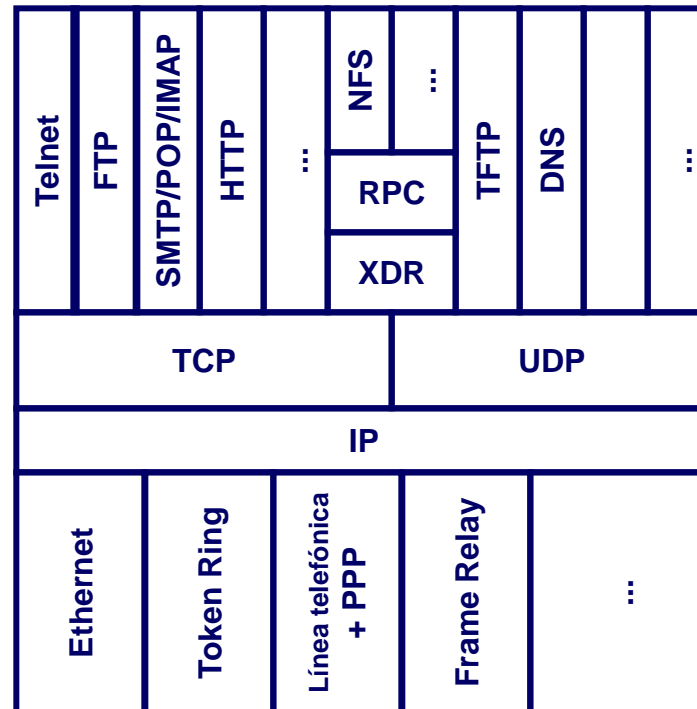 Telnet
FTP
SMTP/POP/IMAP
HTTP
...
NFS
...
RPC
XDR
TFTP
DNS
...
TCP
UDP
IP
Ethernet
Token Ring
Línea telefónica
+ PPP
Frame Relay
...